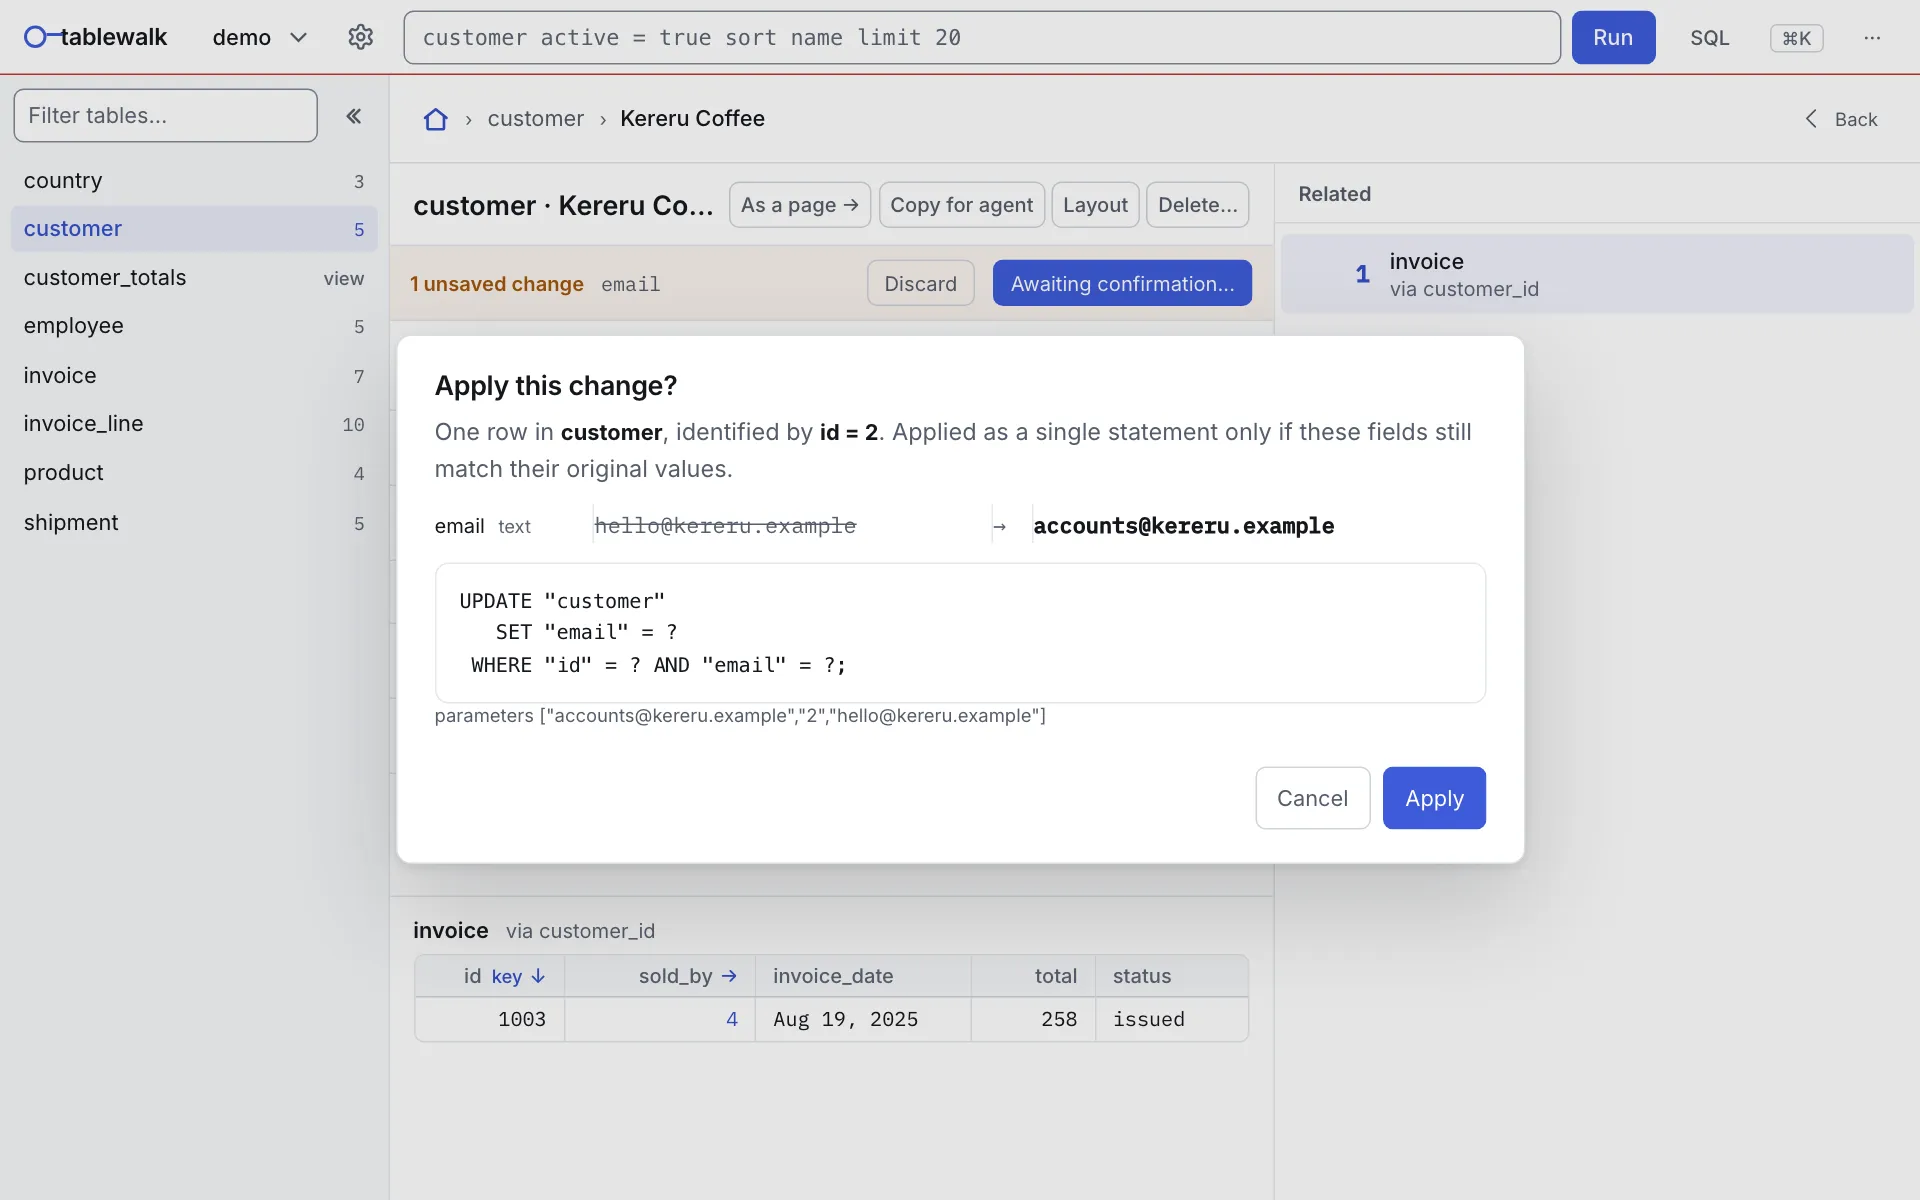 tablewalk
demo
customer active = true sort name limit 20
Run
SQL
⌘K
...
Filter tables...
«
country 3
customer 5
customer_totals view
employee 5
invoice 7
invoice_line 10
product 4
shipment 5
› customer › Kereru Coffee
Back
customer · Kereru Co...
As a page →
Copy for agent
Layout
Delete...
1 unsaved change email
Discard
Awaiting confirmation...
Related
1 invoice
via customer_id
Apply this change?
One row in customer, identified by id = 2. Applied as a single statement only if these fields still
match their original values.
email text hello@kereru.example → accounts@kereru.example
UPDATE "customer"
SET "email" = ?
WHERE "id" = ? AND "email" = ?;
parameters ["accounts@kereru.example","2","hello@kereru.example"]
Cancel
Apply
invoice via customer_id
id key ↓ sold_by → invoice_date total status
1003 4 Aug 19, 2025 258 issued